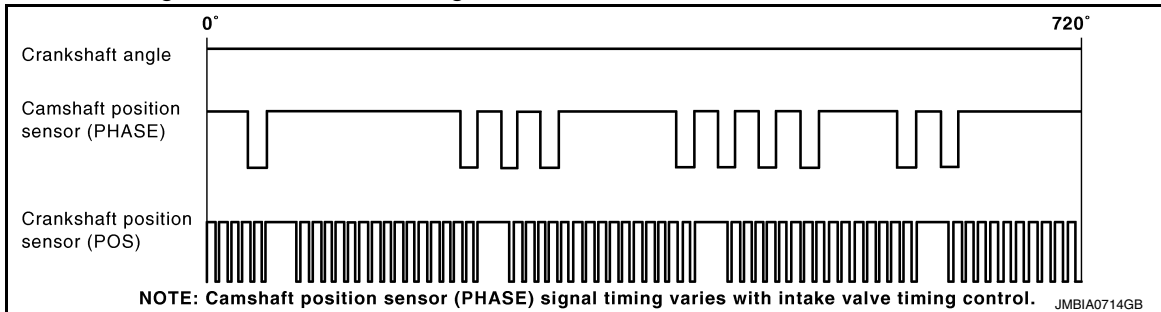 0° 720°
Crankshaft angle
Camshaft position
sensor (PHASE)
Crankshaft position
sensor (POS)
NOTE: Camshaft position sensor (PHASE) signal timing varies with intake valve timing control.
JMBIA0714GB